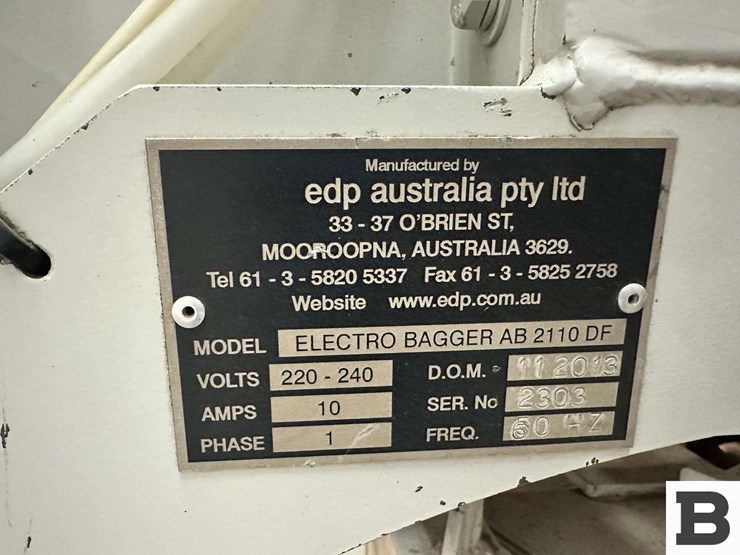 Manufactured by
edp australia pty ltd
33 - 37 O'BRIEN ST,
MOOROOPNA, AUSTRALIA 3629.
Tel 61 - 3 - 5820 5337 Fax 61 - 3 - 5825 2758
Website www.edp.com.au
MODEL ELECTRO BAGGER AB 2110 DF
VOLTS 220 - 240 D.O.M. 11 2013
AMPS 10 SER. No 2303
PHASE 1 FREQ. 60 HZ
B